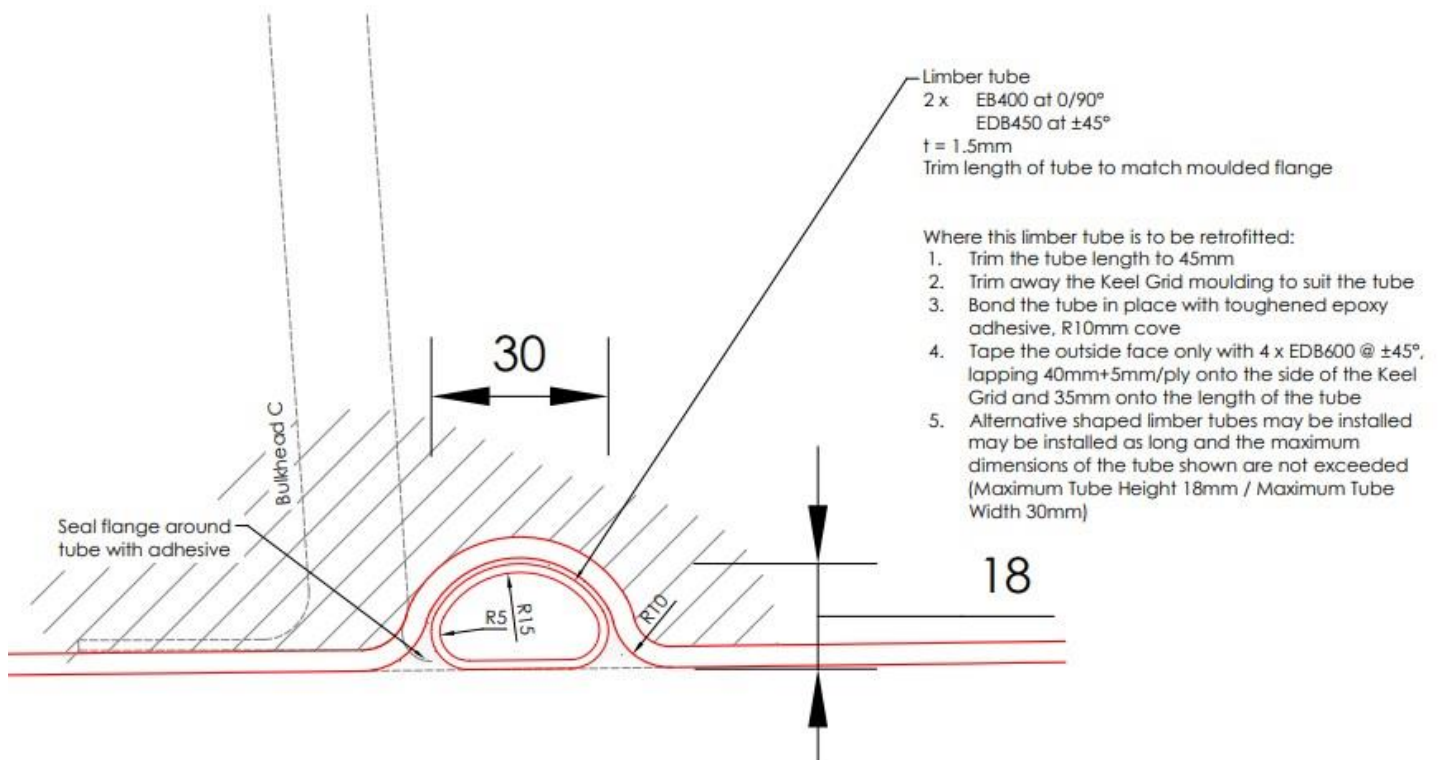 Limber tube
2 x EB400 at 0/90°
EDB450 at ±45°
t = 1.5mm
Trim length of tube to match moulded flange
Where this limber tube is to be retrofitted:
1. Trim the tube length to 45mm
2. Trim away the Keel Grid moulding to suit the tube
3. Bond the tube in place with toughened epoxy
adhesive, R10mm cove
4. Tape the outside face only with 4 x EDB600 @ ±45°,
lapping 40mm+5mm/ply onto the side of the Keel
Grid and 35mm onto the length of the tube
5. Alternative shaped limber tubes may be installed
may be installed as long and the maximum
dimensions of the tube shown are not exceeded
(Maximum Tube Height 18mm / Maximum Tube
Width 30mm)
30
Bulkhead C
Seal flange around
tube with adhesive
18
R5
R15
R10